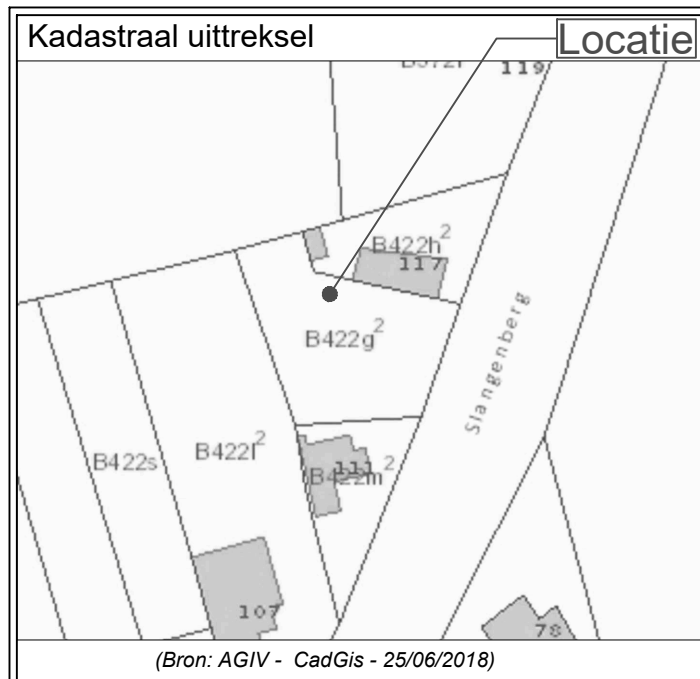 Kadastraal uittreksel
Locatie
119
B422h²
117
B422g²
Slangenberg
B422l²
B422s
111
B422m²
107
78
(Bron: AGIV - CadGis - 25/06/2018)